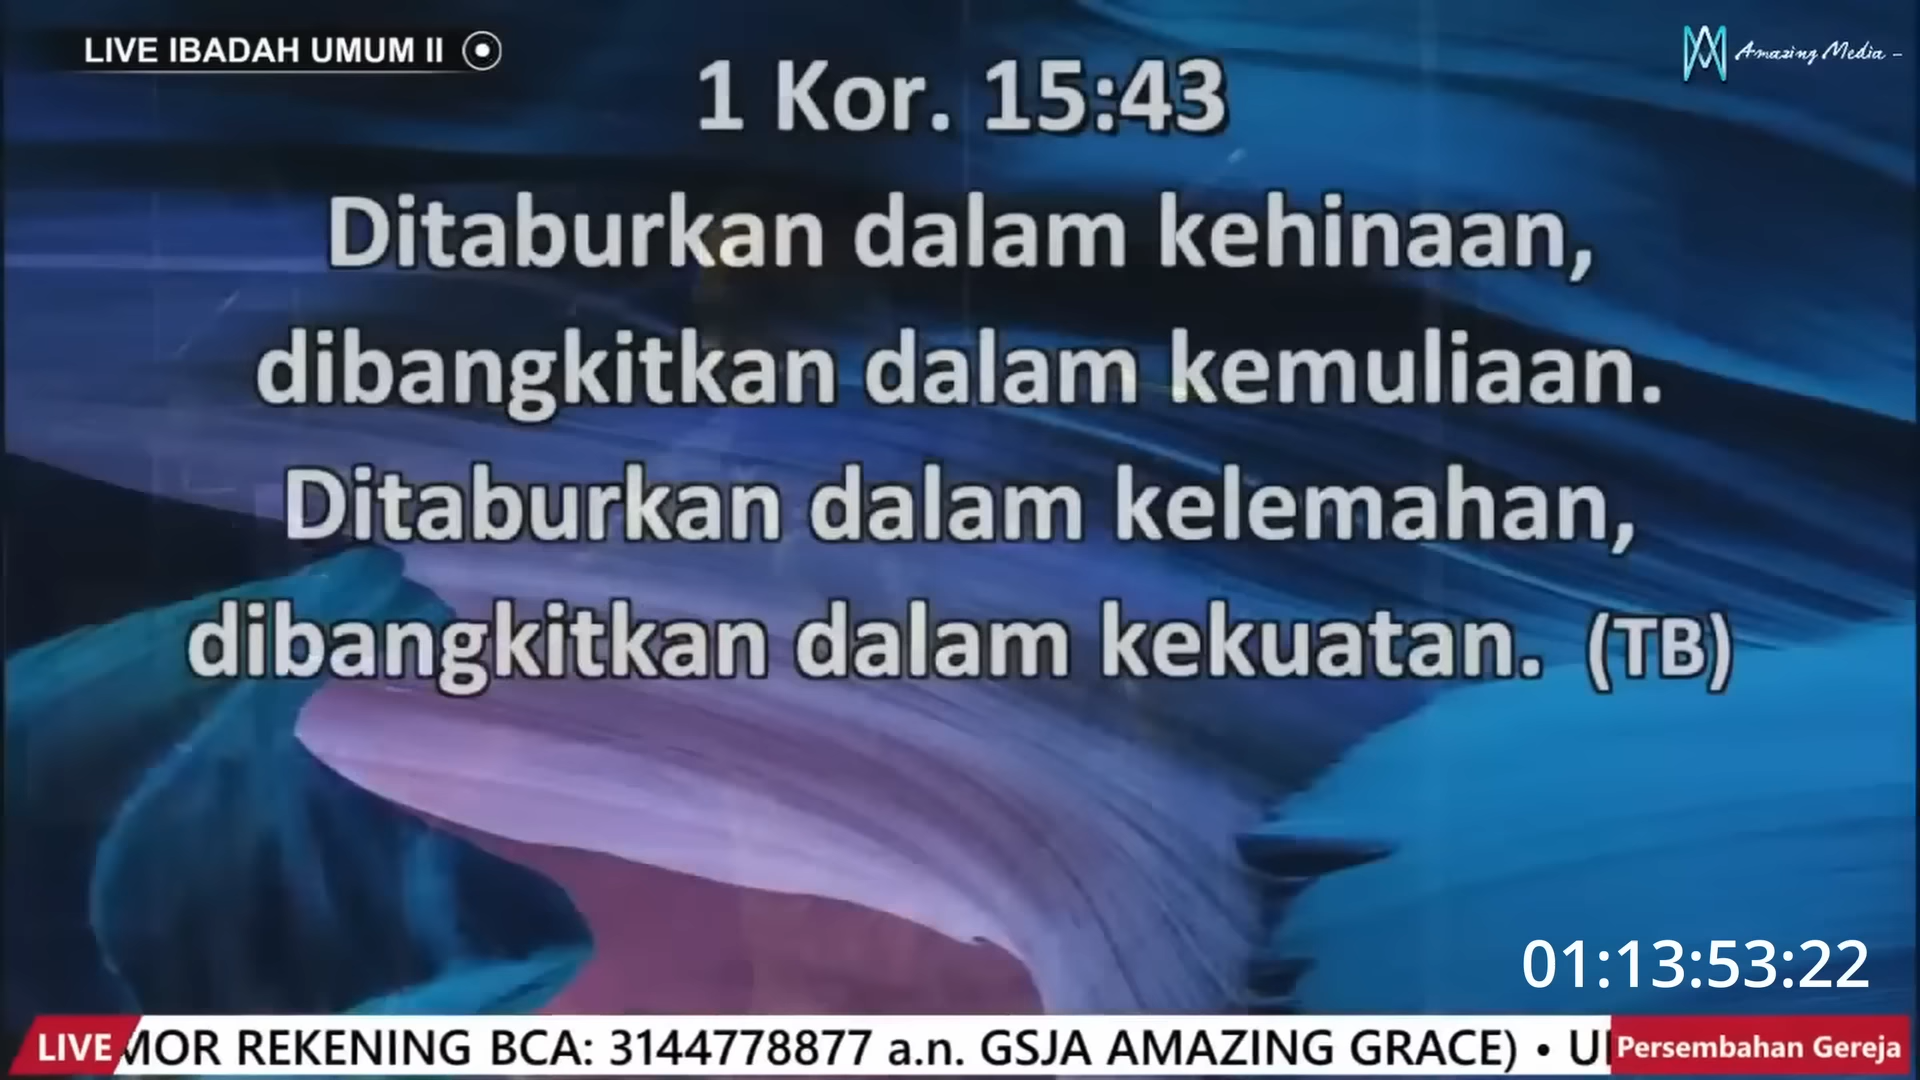 LIVE IBADAH UMUM II
Amazing Media -
1 Kor. 15:43
Ditaburkan dalam kehinaan,
dibangkitkan dalam kemuliaan.
Ditaburkan dalam kelemahan,
dibangkitkan dalam kekuatan. (TB)
01:13:53:22
LIVE MOR REKENING BCA: 3144778877 a.n. GSJA AMAZING GRACE) • U Persembahan Gereja